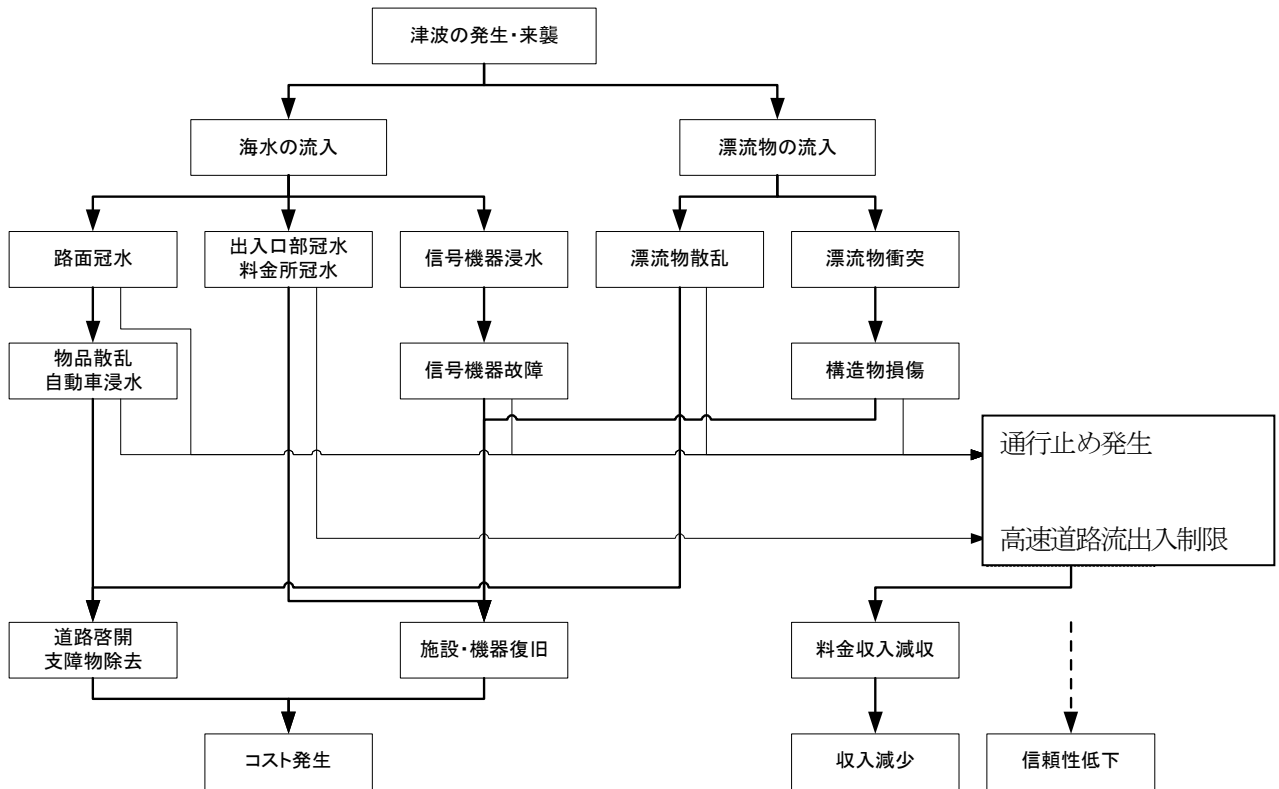 津波の発生・来襲
海水の流入
漂流物の流入
路面冠水
出入口部冠水
料金所冠水
信号機器浸水
漂流物散乱
漂流物衝突
物品散乱
自動車浸水
信号機器故障
構造物損傷
通行止め発生
高速道路流出入制限
道路啓開
支障物除去
施設・機器復旧
料金収入減収
コスト発生
収入減少
信頼性低下